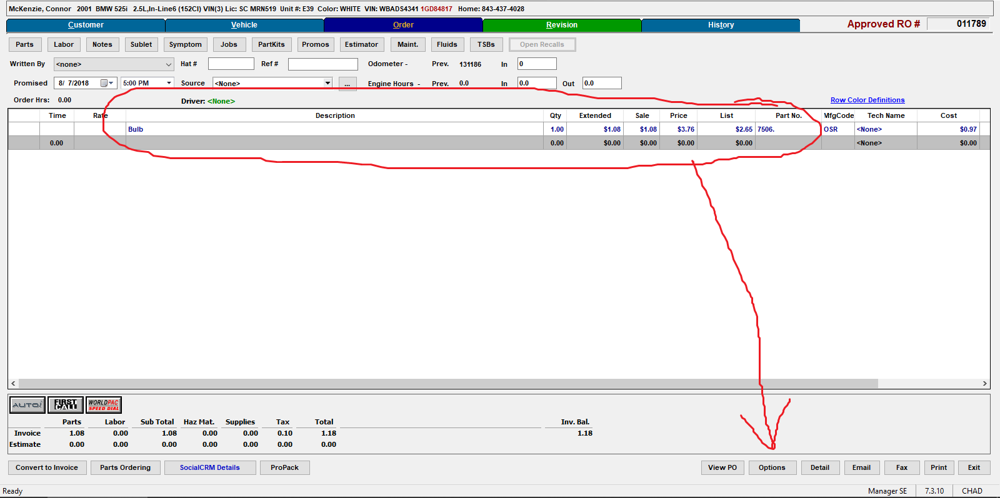 McKenzie, Connor 2001 BMW 525i 2.5L,In-Line6 (152CI) VIN(3) Lic: SC MRN519 Unit #: E39 Color: WHITE VIN: WBADS4341 1GD84817 Home: 843-437-4028
Customer Vehicle Order Revision History Approved RO # 011789
Parts Labor Notes Sublet Symptom Jobs PartKits Promos Estimator Maint. Fluids TSBs Open Recalls
Written By <none> Hat # Ref # Odometer - Prev. 131186 In 0
Promised 8/ 7/2018 5:00 PM Source <None> ... Engine Hours - Prev. 0.0 In 0.0 Out 0.0
Order Hrs: 0.00 Driver: <None> Row Color Definitions
Time Rate Description Qty Extended Sale Price List Part No. MfgCode Tech Name Cost
Bulb 1.00 $1.08 $1.08 $3.76 $2.65 7506. OSR <None> $0.97
0.00 0.00 $0.00 $0.00 $0.00 $0.00 <None> $0.00
AUTOi FIRST CALL WORLDPAC SPEED DIAL
Parts Labor Sub Total Haz Mat. Supplies Tax Total Inv. Bal.
Invoice 1.08 0.00 1.08 0.00 0.00 0.10 1.18 1.18
Estimate 0.00 0.00 0.00 0.00 0.00 0.00 0.00
Convert to Invoice Parts Ordering SocialCRM Details ProPack View PO Options Detail Email Fax Print Exit
Ready Manager SE 7.3.10 CHAD